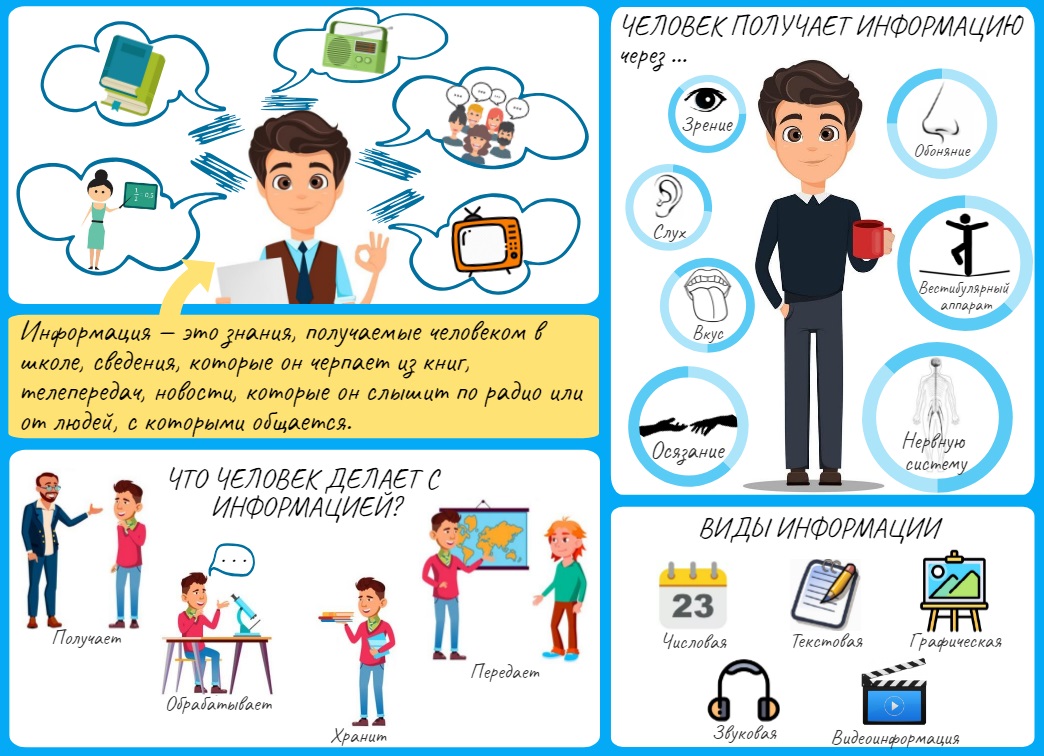 Информация — это знания, получаемые человеком в
школе, сведения, которые он черпает из книг,
телепередач, новости, которые он слышит по радио или
от людей, с которыми общается.
ЧТО ЧЕЛОВЕК ДЕЛАЕТ С
ИНФОРМАЦИЕЙ?
Получает
Обрабатывает
Хранит
Передает
ЧЕЛОВЕК ПОЛУЧАЕТ ИНФОРМАЦИЮ
через ...
Зрение
Обоняние
Слух
Вестибулярный
аппарат
Вкус
Осязание
Нервную
систему
ВИДЫ ИНФОРМАЦИИ
23
Числовая
Текстовая
Графическая
Звуковая
Видеоинформация